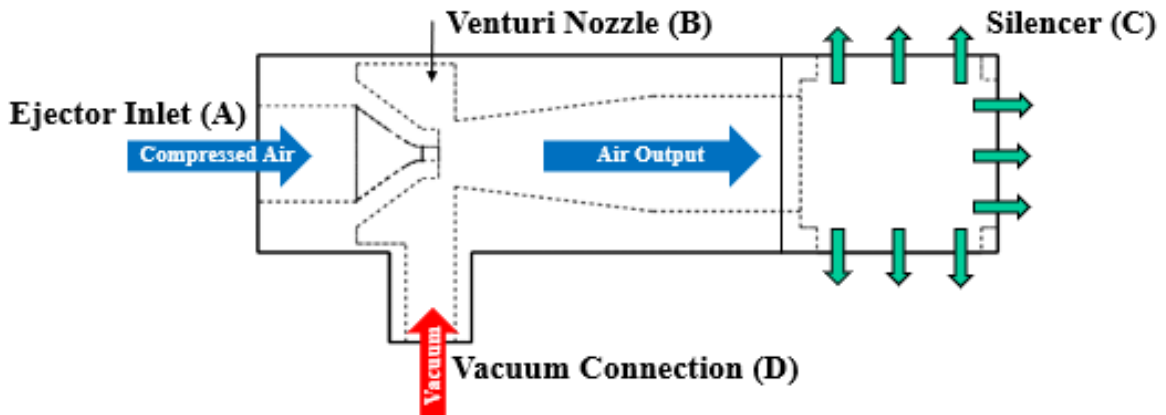 Venturi Nozzle (B)
Silencer (C)
Ejector Inlet (A)
Compressed Air
Air Output
Vacuum
Vacuum Connection (D)